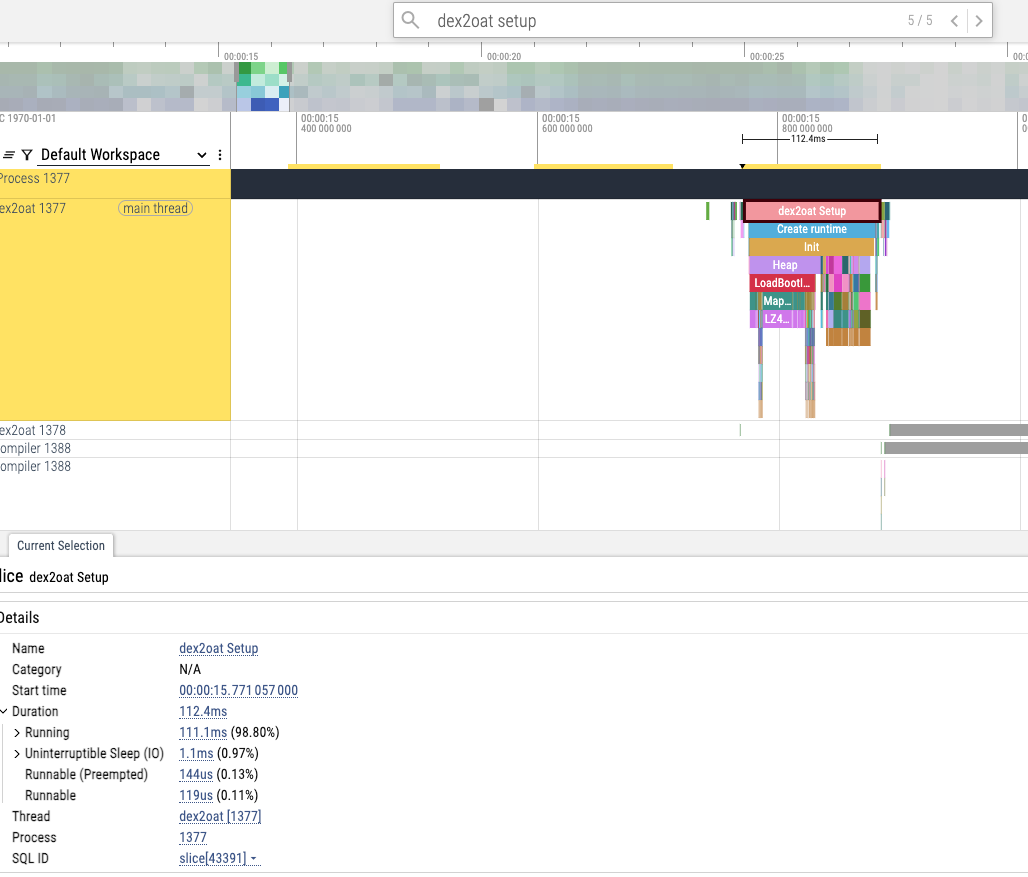 dex2oat setup 5 / 5
00:00:15 00:00:20 00:00:25 00:0
C 1970-01-01 00:00:15 00:00:15 00:00:15 0
400 000 000 600 000 000 800 000 000
112.4ms
Default Workspace
Process 1377
ex2oat 1377 main thread dex2oat Setup
Create runtime
Init
Heap
LoadBootI...
Map...
LZ4...
ex2oat 1378
ompiler 1388
ompiler 1388
Current Selection
lice dex2oat Setup
Details
Name dex2oat Setup
Category N/A
Start time 00:00:15.771 057 000
Duration 112.4ms
Running 111.1ms (98.80%)
Uninterruptible Sleep (IO) 1.1ms (0.97%)
Runnable (Preempted) 144us (0.13%)
Runnable 119us (0.11%)
Thread dex2oat [1377]
Process 1377
SQL ID slice[43391]